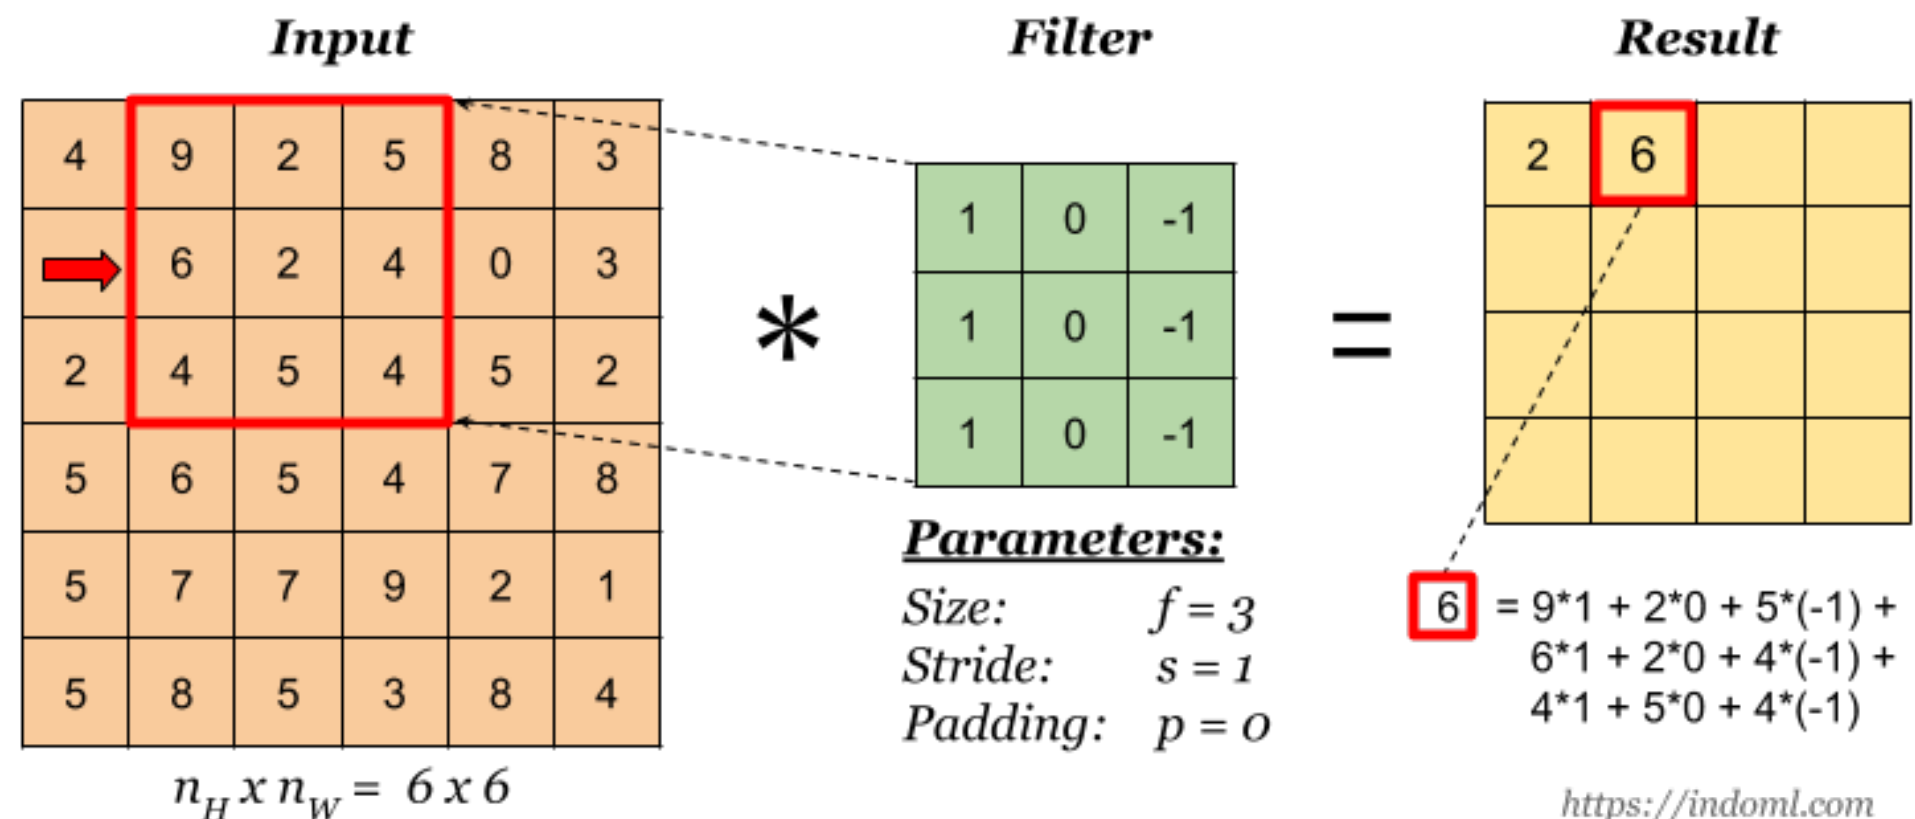 Input
4 9 2 5 8 3
6 2 4 0 3
2 4 5 4 5 2
5 6 5 4 7 8
5 7 7 9 2 1
5 8 5 3 8 4
n_H x n_W = 6 x 6
*
Filter
1 0 -1
1 0 -1
1 0 -1
Parameters:
Size: f = 3
Stride: s = 1
Padding: p = 0
=
Result
2 6
6 = 9*1 + 2*0 + 5*(-1) +
6*1 + 2*0 + 4*(-1) +
4*1 + 5*0 + 4*(-1)
https://indoml.com